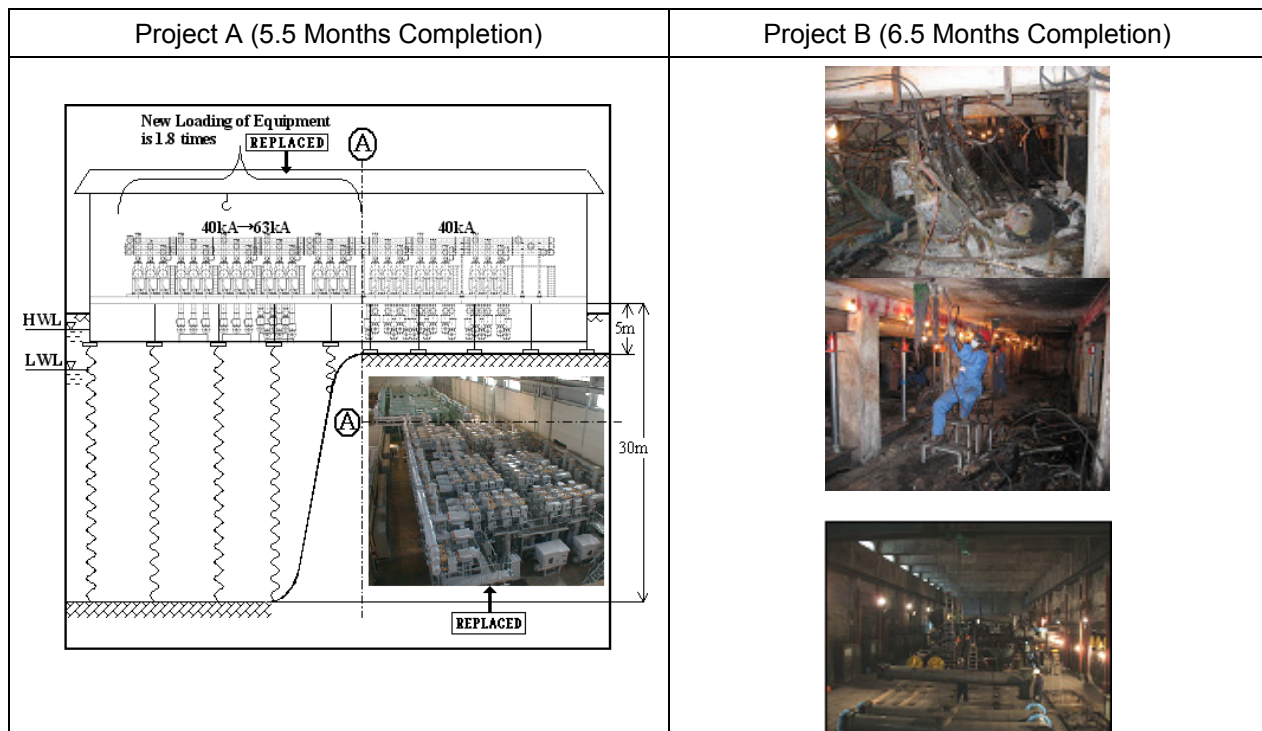 Project A (5.5 Months Completion)
Project B (6.5 Months Completion)
New Loading of Equipment
is 1.8 times
REPLACED
A
40kA→63kA
40kA
HWL
5m
LWL
A
30m
REPLACED